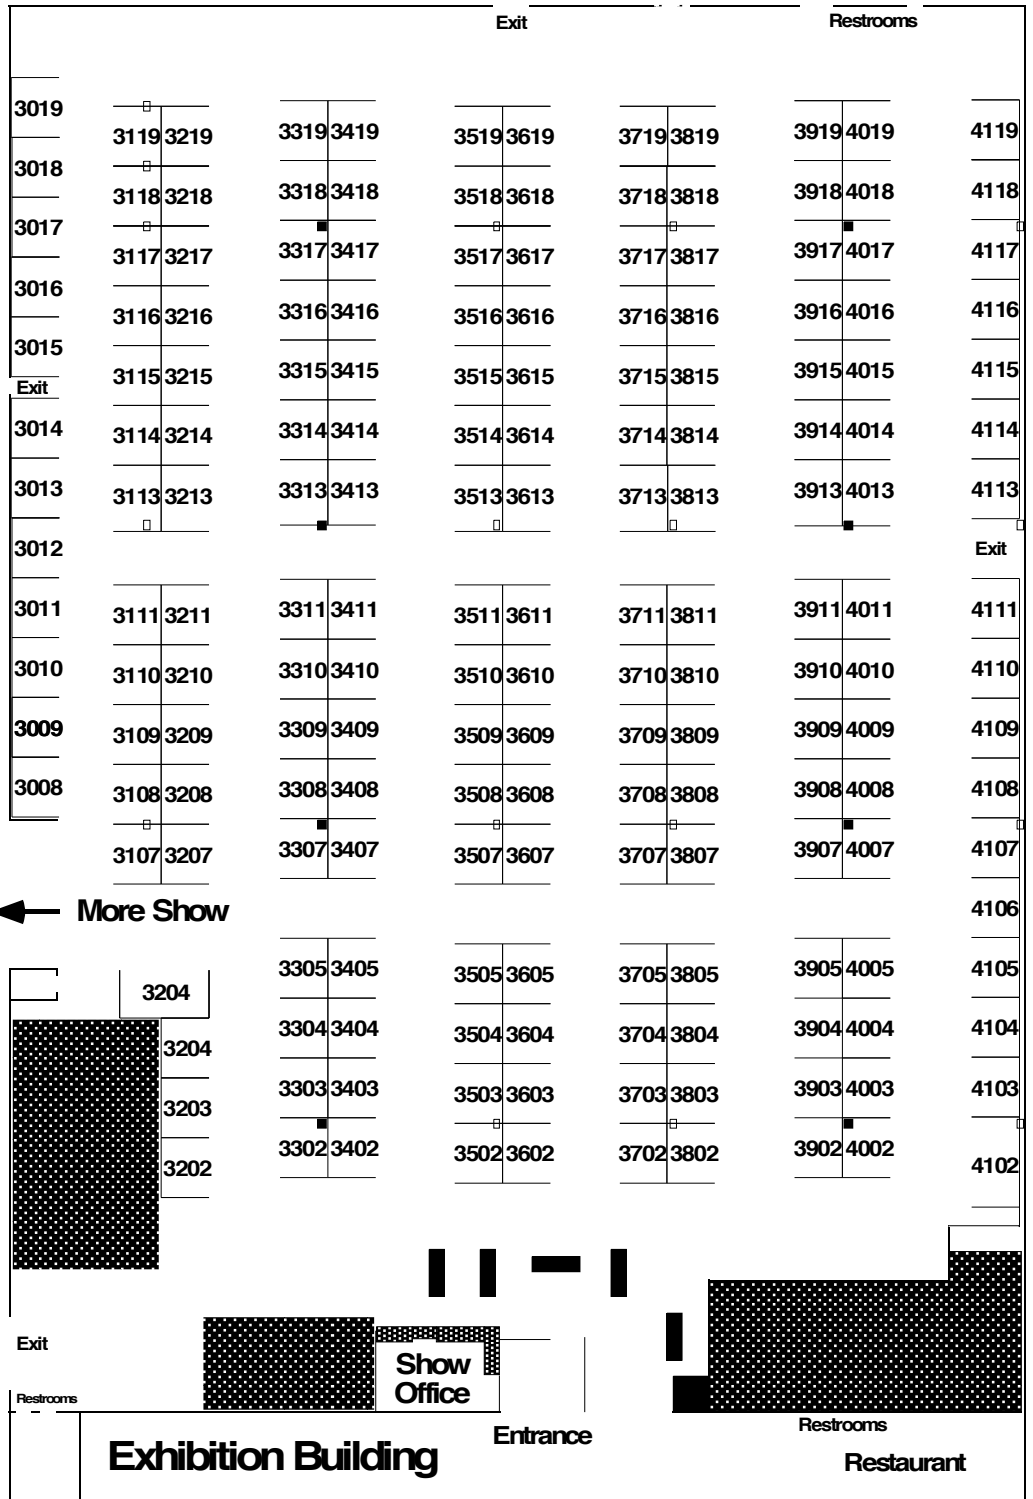 Exit Restrooms
3019 3119 3219 3319 3419 3519 3619 3719 3819 3919 4019 4119
3018 3118 3218 3318 3418 3518 3618 3718 3818 3918 4018 4118
3017 3117 3217 3317 3417 3517 3617 3717 3817 3917 4017 4117
3016 3116 3216 3316 3416 3516 3616 3716 3816 3916 4016 4116
3015 3115 3215 3315 3415 3515 3615 3715 3815 3915 4015 4115
Exit
3014 3114 3214 3314 3414 3514 3614 3714 3814 3914 4014 4114
3013 3113 3213 3313 3413 3513 3613 3713 3813 3913 4013 4113
3012 Exit
3011 3111 3211 3311 3411 3511 3611 3711 3811 3911 4011 4111
3010 3110 3210 3310 3410 3510 3610 3710 3810 3910 4010 4110
3009 3109 3209 3309 3409 3509 3609 3709 3809 3909 4009 4109
3008 3108 3208 3308 3408 3508 3608 3708 3808 3908 4008 4108
3107 3207 3307 3407 3507 3607 3707 3807 3907 4007 4107
More Show 4106
3204 3305 3405 3505 3605 3705 3805 3905 4005 4105
3204 3304 3404 3504 3604 3704 3804 3904 4004 4104
3203 3303 3403 3503 3603 3703 3803 3903 4003 4103
3202 3302 3402 3502 3602 3702 3802 3902 4002 4102
Exit
Show
Office
Restrooms
Entrance
Restrooms
Exhibition Building
Restaurant